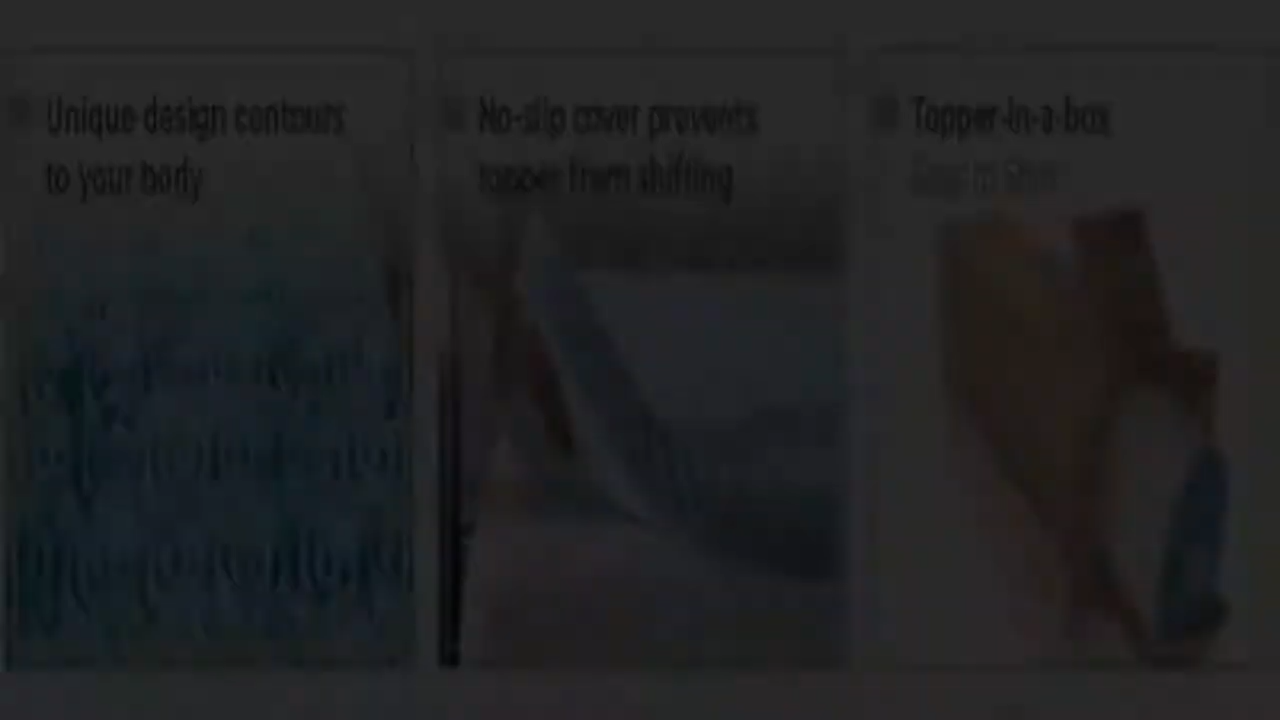 Unique design contours
to your body
No-slip cover prevents
topper from shifting
Topper-in-a-box